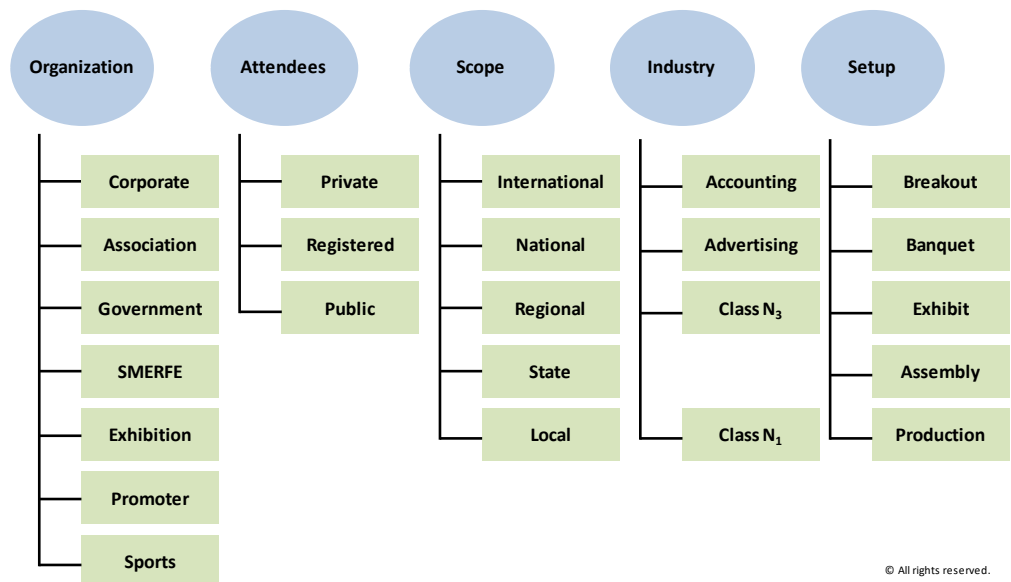 Organization
Attendees
Scope
Industry
Setup
Corporate
Association
Government
SMERFE
Exhibition
Promoter
Sports
Private
Registered
Public
International
National
Regional
State
Local
Accounting
Advertising
Class N₃
Class N₁
Breakout
Banquet
Exhibit
Assembly
Production
© All rights reserved.